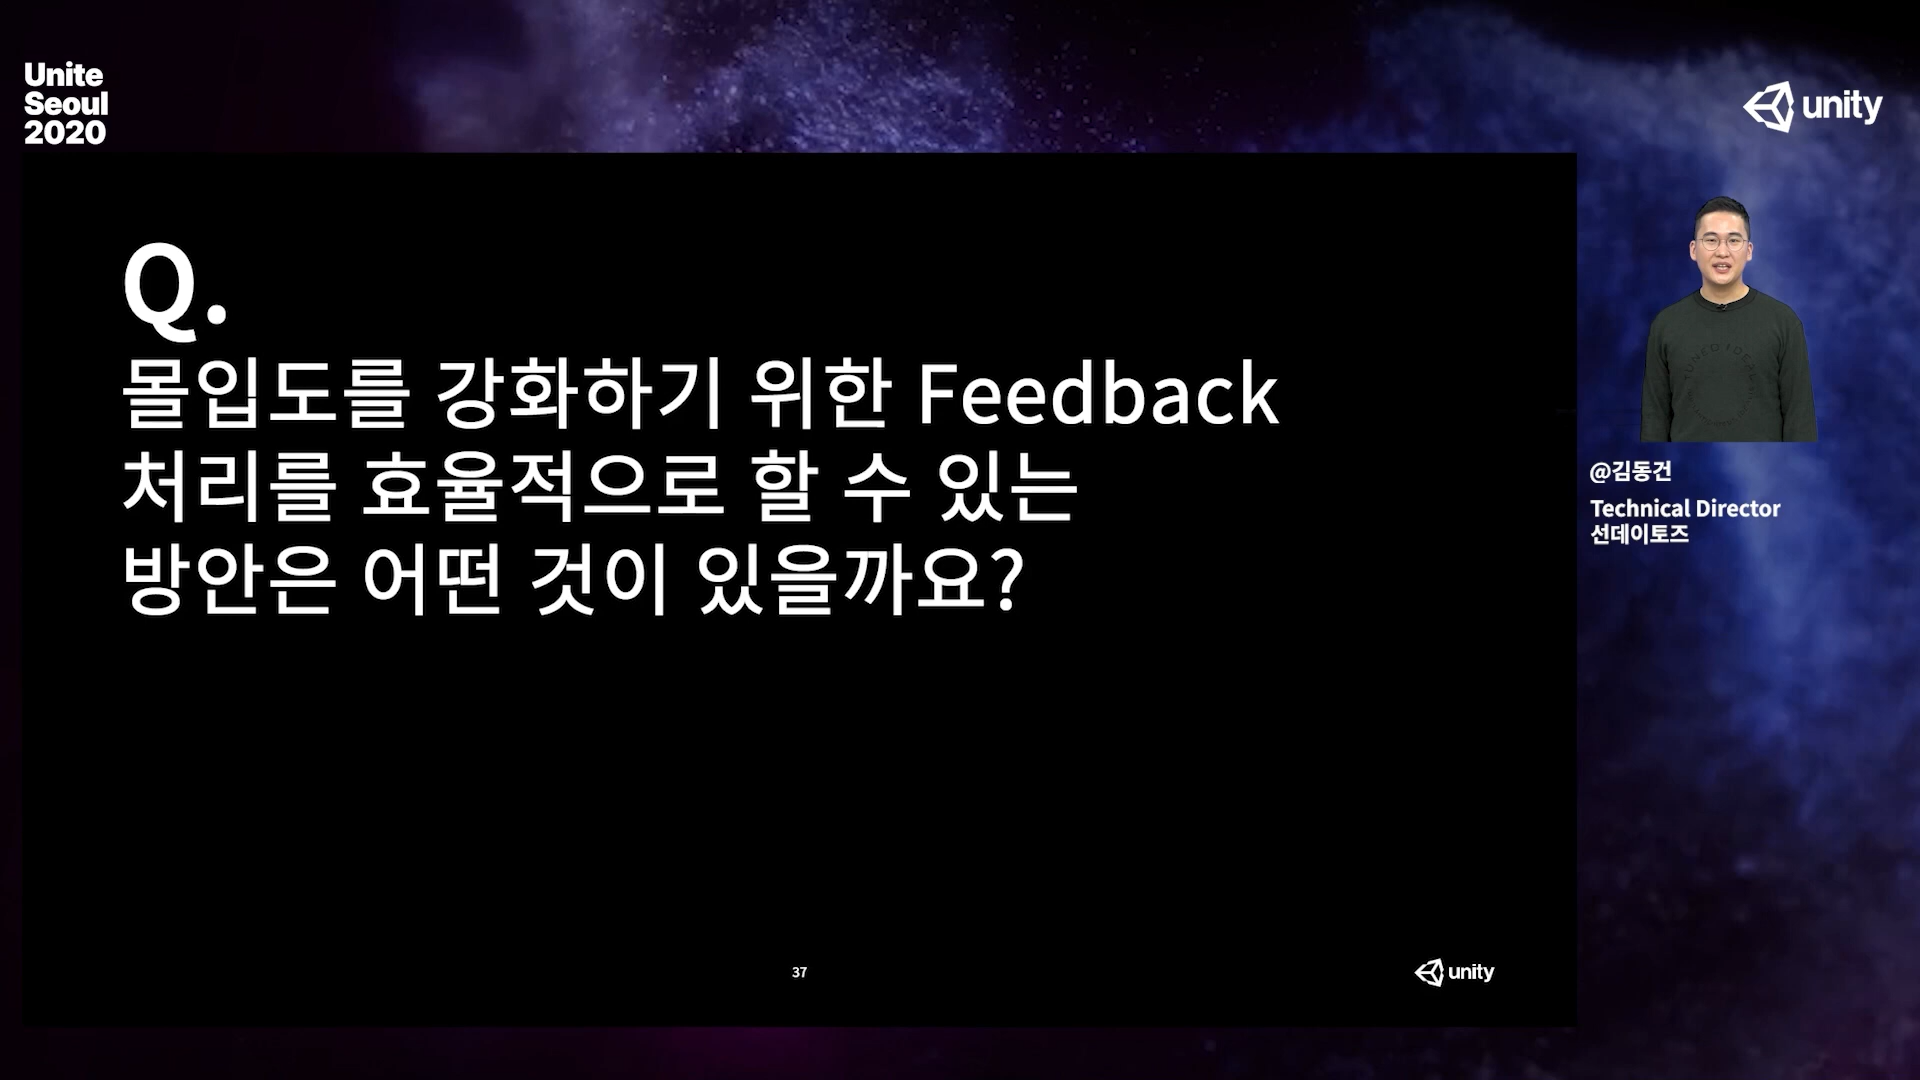 Unite
Seoul
2020
unity
Q.
몰입도를 강화하기 위한 Feedback
처리를 효율적으로 할 수 있는
방안은 어떤 것이 있을까요?
@김동건
Technical Director
선데이토즈
37
unity